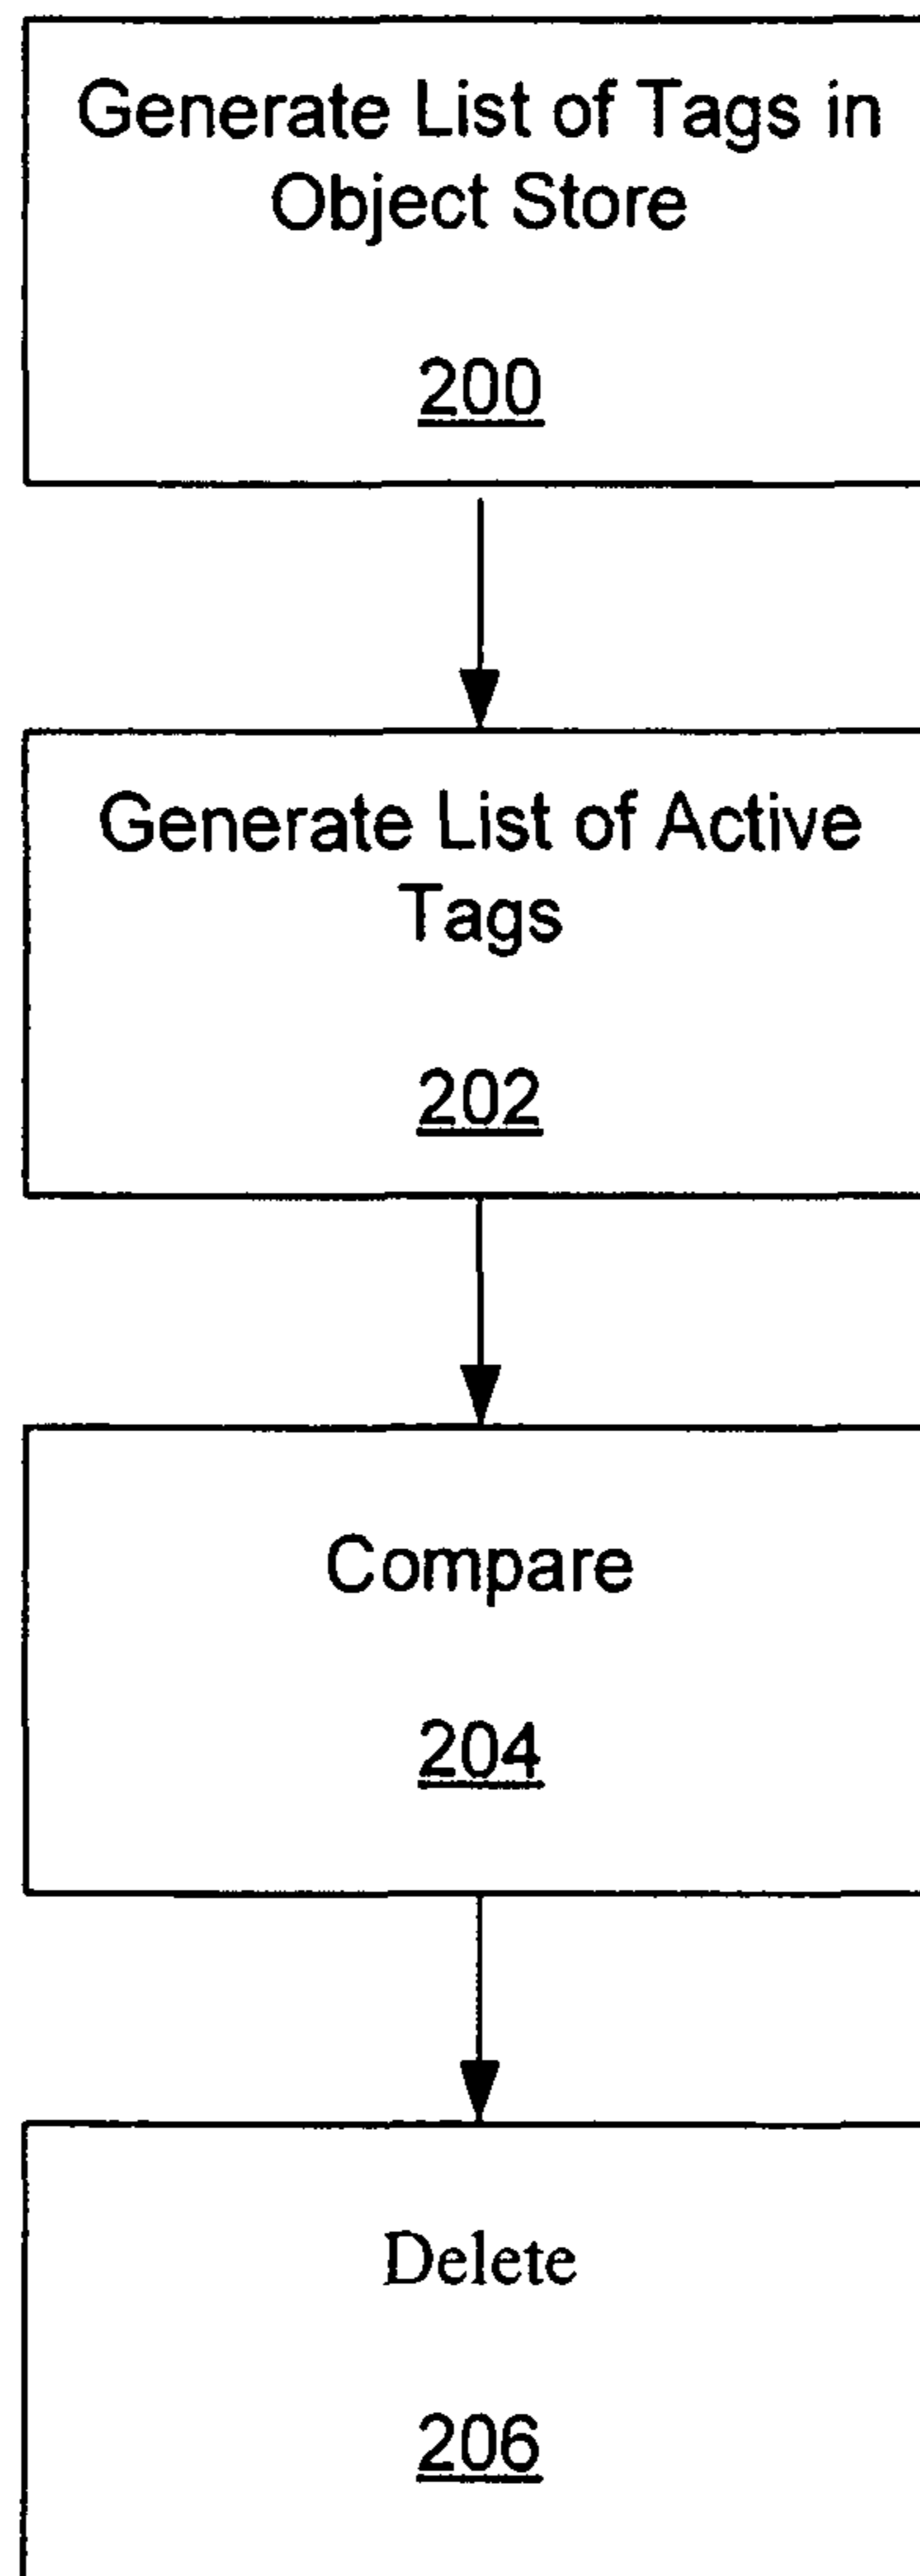 Generate List of Tags in
Object Store
200
Generate List of Active
Tags
202
Compare
204
Delete
206